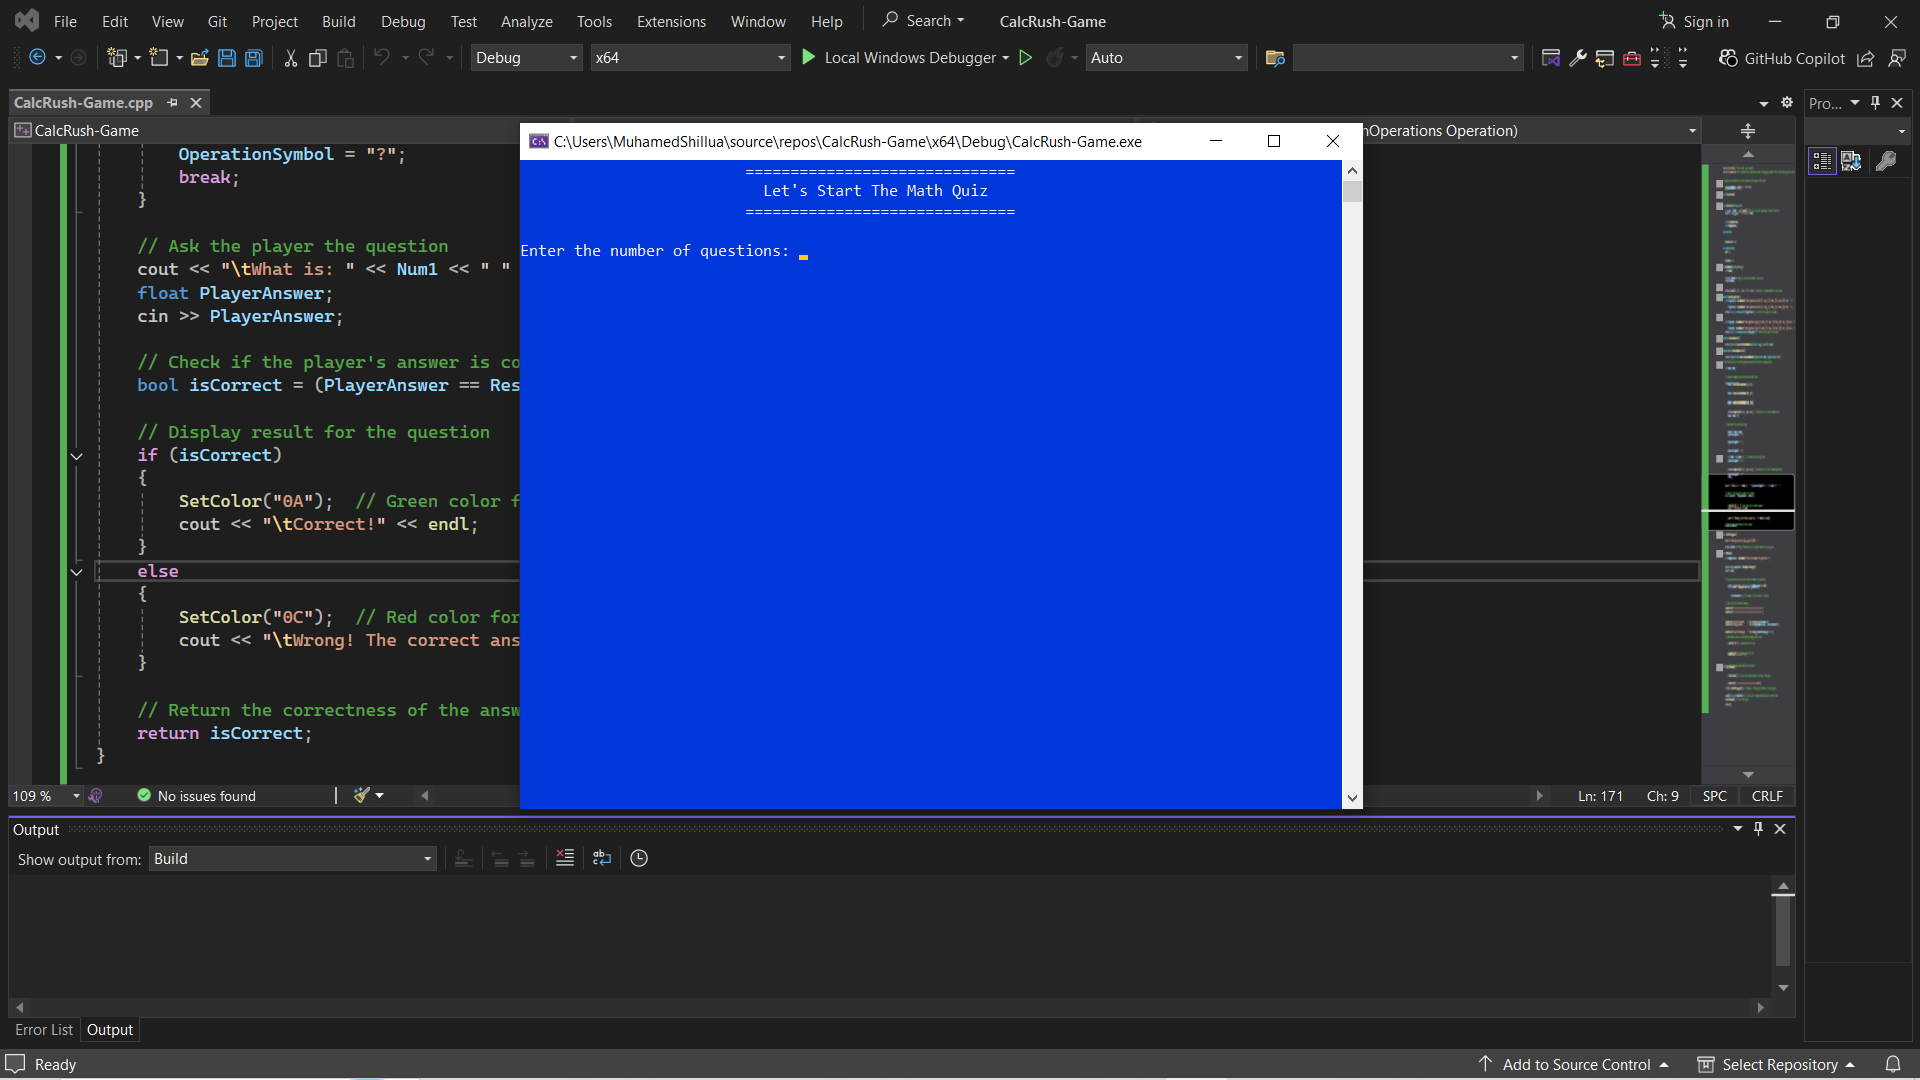 File Edit View Git Project Build Debug Test Analyze Tools Extensions Window Help Search CalcRush-Game Sign in
Debug x64 Local Windows Debugger Auto GitHub Copilot
CalcRush-Game.cpp Pro...
CalcRush-Game nOperations Operation)
C:\Users\MuhamedShillua\source\repos\CalcRush-Game\x64\Debug\CalcRush-Game.exe
==============================
Let's Start The Math Quiz
==============================
Enter the number of questions:
OperationSymbol = "?";
break;
}
// Ask the player the question
cout << "\tWhat is: " << Num1 << " "
float PlayerAnswer;
cin >> PlayerAnswer;
// Check if the player's answer is co
bool isCorrect = (PlayerAnswer == Res
// Display result for the question
if (isCorrect)
{
SetColor("0A"); // Green color f
cout << "\tCorrect!" << endl;
}
else
{
SetColor("0C"); // Red color for
cout << "\tWrong! The correct ans
}
// Return the correctness of the answ
return isCorrect;
}
109 % No issues found Ln: 171 Ch: 9 SPC CRLF
Output
Show output from: Build
Error List Output
Ready Add to Source Control Select Repository